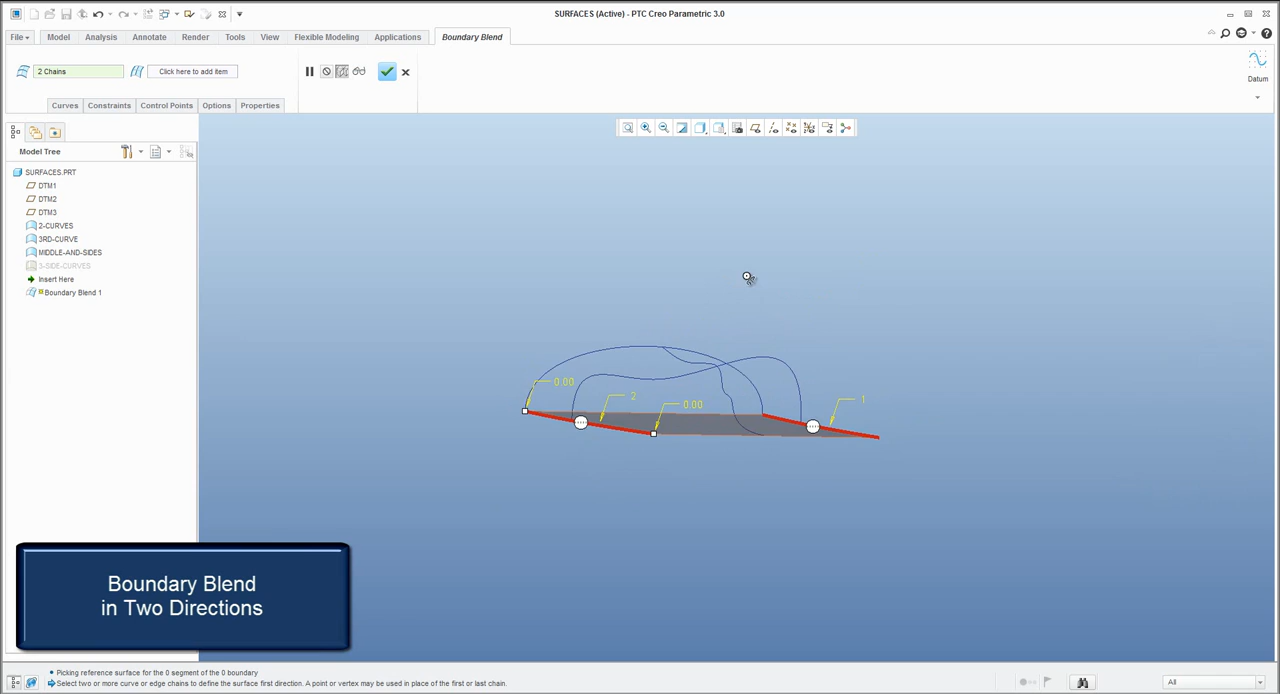 SURFACES (Active) - PTC Creo Parametric 3.0
File Model Analysis Annotate Render Tools View Flexible Modeling Applications Boundary Blend
2 Chains Click here to add item
Datum
Curves Constraints Control Points Options Properties
Model Tree
SURFACES.PRT
DTM1
DTM2
DTM3
2-CURVES
3RD-CURVE
MIDDLE-AND-SIDES
3-SIDE-CURVES
Insert Here
Boundary Blend 1
0.00
2
0.00
1
Boundary Blend
in Two Directions
Picking reference surface for the 0 segment of the 0 boundary
Select two or more curve or edge chains to define the surface first direction. A point or vertex may be used in place of the first or last chain.
All